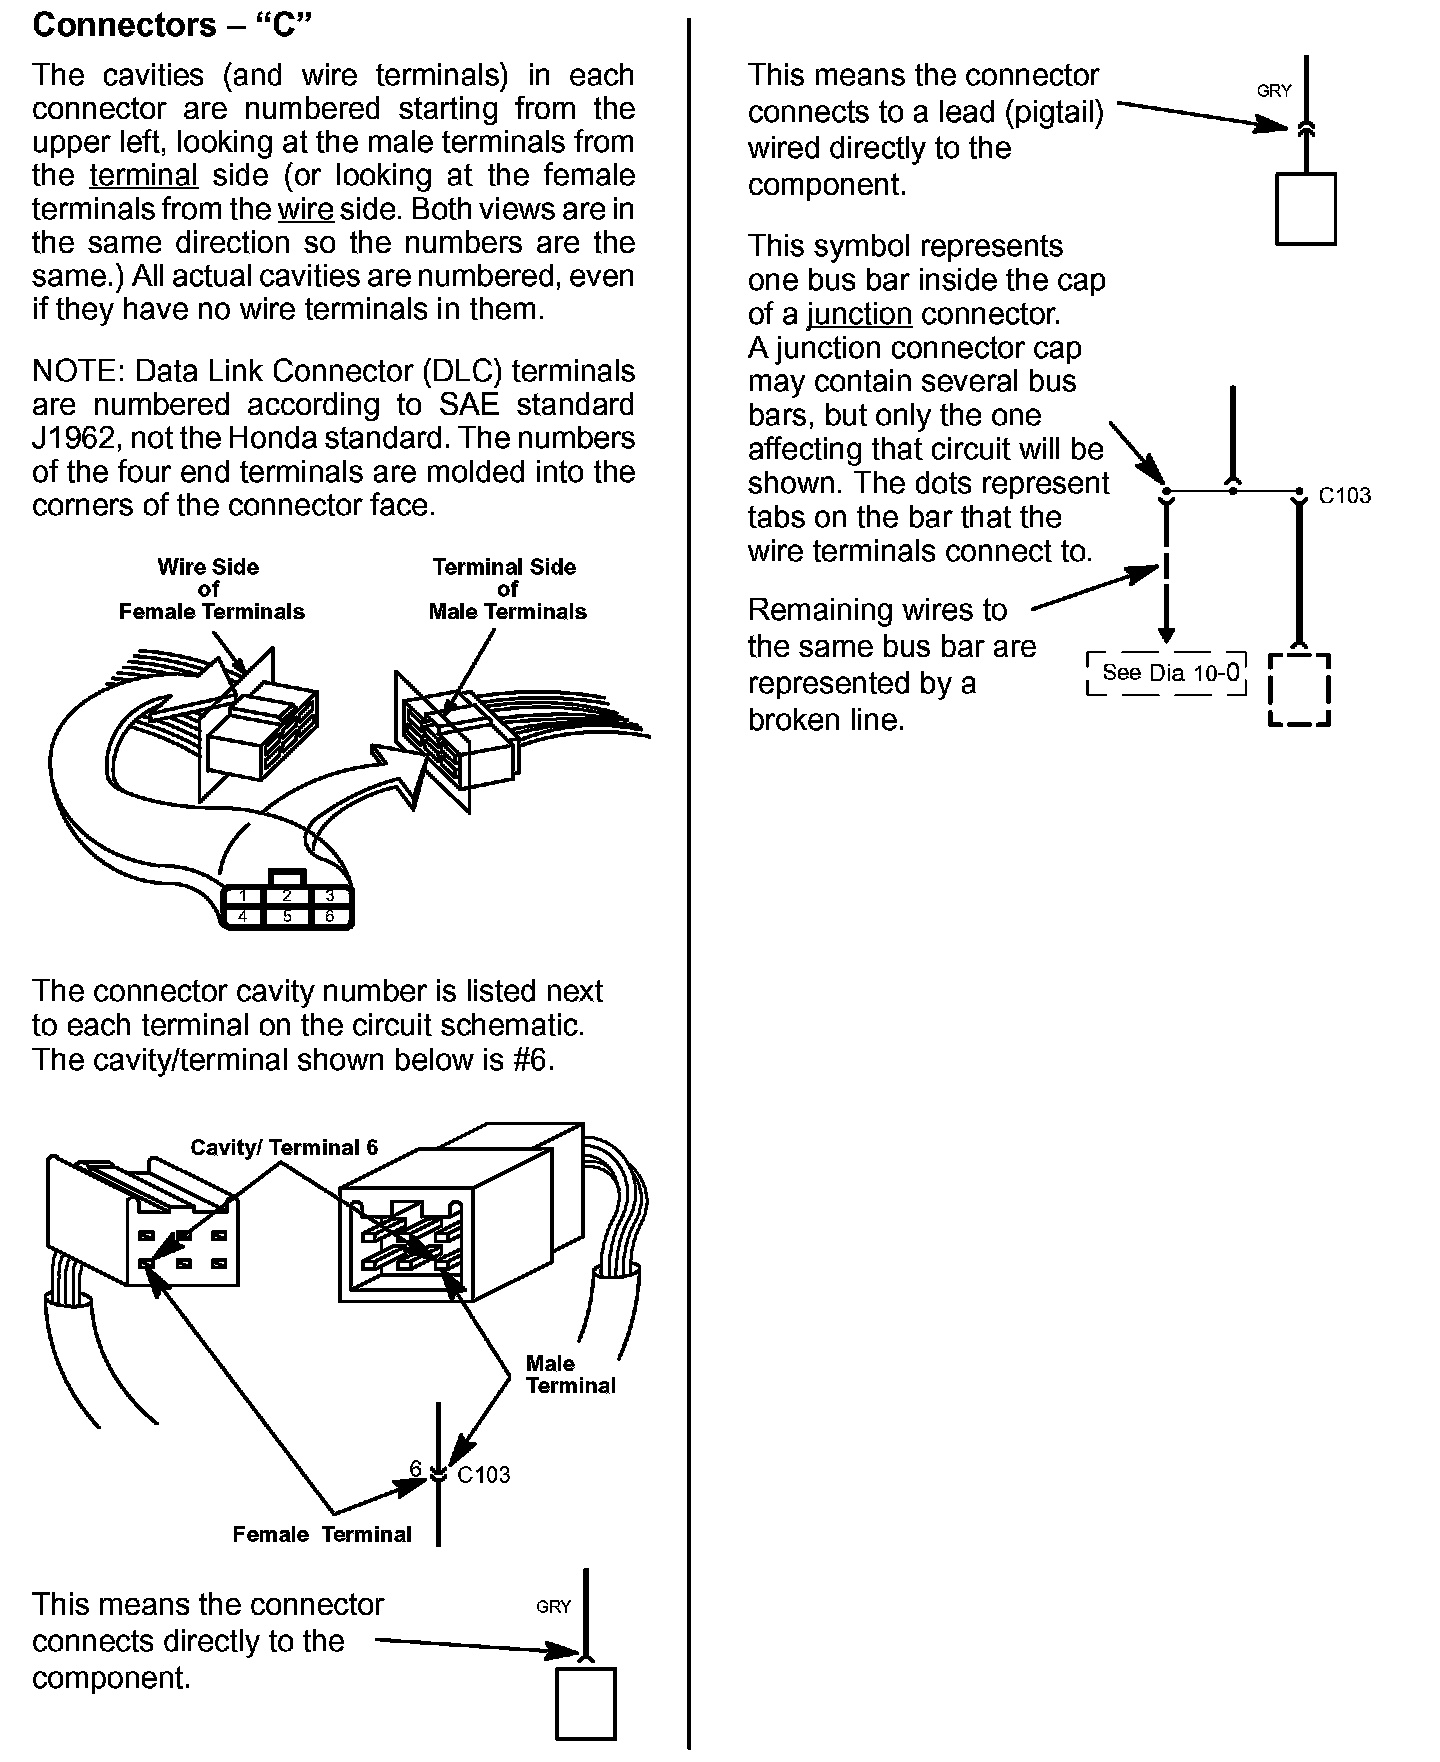 Connectors – “C”
The cavities (and wire terminals) in each
connector are numbered starting from the
upper left, looking at the male terminals from
the terminal side (or looking at the female
terminals from the wire side. Both views are in
the same direction so the numbers are the
same.) All actual cavities are numbered, even
if they have no wire terminals in them.
NOTE: Data Link Connector (DLC) terminals
are numbered according to SAE standard
J1962, not the Honda standard. The numbers
of the four end terminals are molded into the
corners of the connector face.
Wire Side
of
Female Terminals
Terminal Side
of
Male Terminals
1 2 3
4 5 6
The connector cavity number is listed next
to each terminal on the circuit schematic.
The cavity/terminal shown below is #6.
Cavity/ Terminal 6
Male
Terminal
6 C103
Female Terminal
This means the connector
connects directly to the
component.
GRY
This means the connector
connects to a lead (pigtail)
wired directly to the
component.
GRY
This symbol represents
one bus bar inside the cap
of a junction connector.
A junction connector cap
may contain several bus
bars, but only the one
affecting that circuit will be
shown. The dots represent
tabs on the bar that the
wire terminals connect to.
C103
Remaining wires to
the same bus bar are
represented by a
broken line.
See Dia 10-0